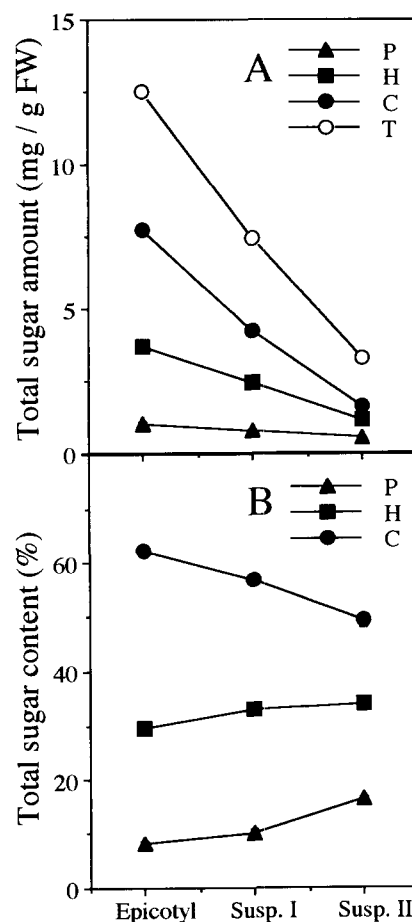 15
A
P
H
C
T
10
5
0
Total sugar amount (mg / g FW)
B
P
H
C
60
40
20
0
Total sugar content (%)
Epicotyl Susp. I Susp. II